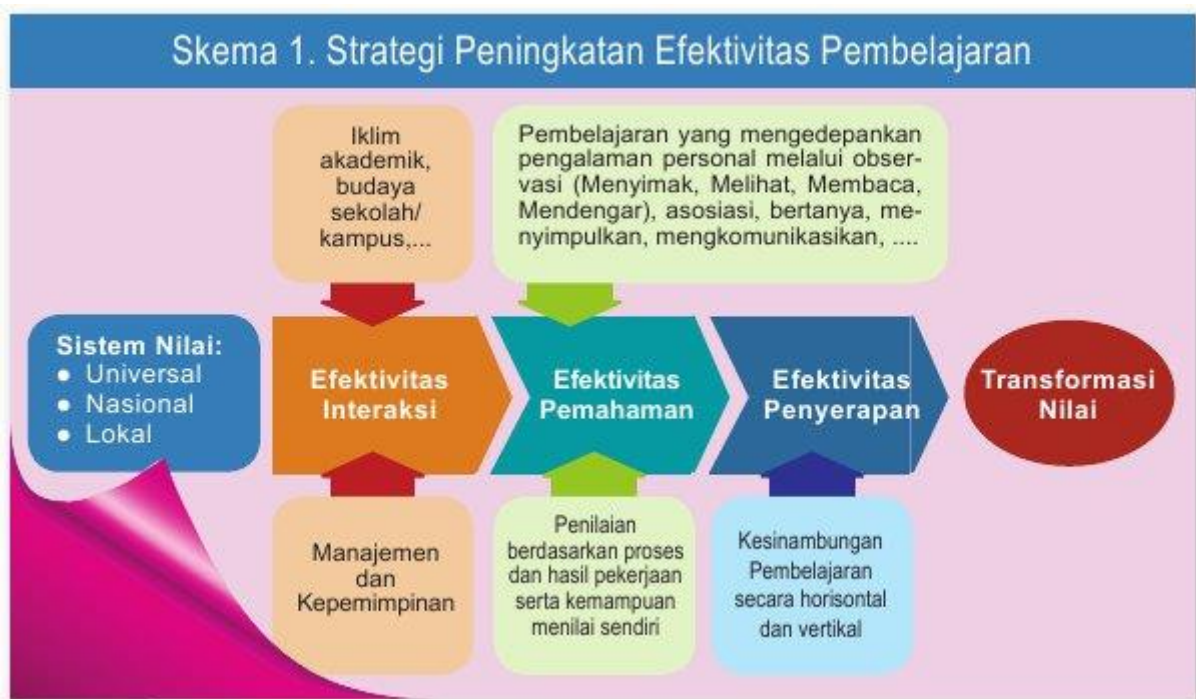 Skema 1. Strategi Peningkatan Efektivitas Pembelajaran
Iklim
akademik,
budaya
sekolah/
kampus,...
Pembelajaran yang mengedepankan
pengalaman personal melalui obser-
vasi (Menyimak, Melihat, Membaca,
Mendengar), asosiasi, bertanya, me-
nyimpulkan, mengkomunikasikan, ....
Sistem Nilai:
● Universal
● Nasional
● Lokal
Efektivitas
Interaksi
Efektivitas
Pemahaman
Efektivitas
Penyerapan
Transformasi
Nilai
Manajemen
dan
Kepemimpinan
Penilaian
berdasarkan proses
dan hasil pekerjaan
serta kemampuan
menilai sendiri
Kesinambungan
Pembelajaran
secara horisontal
dan vertikal